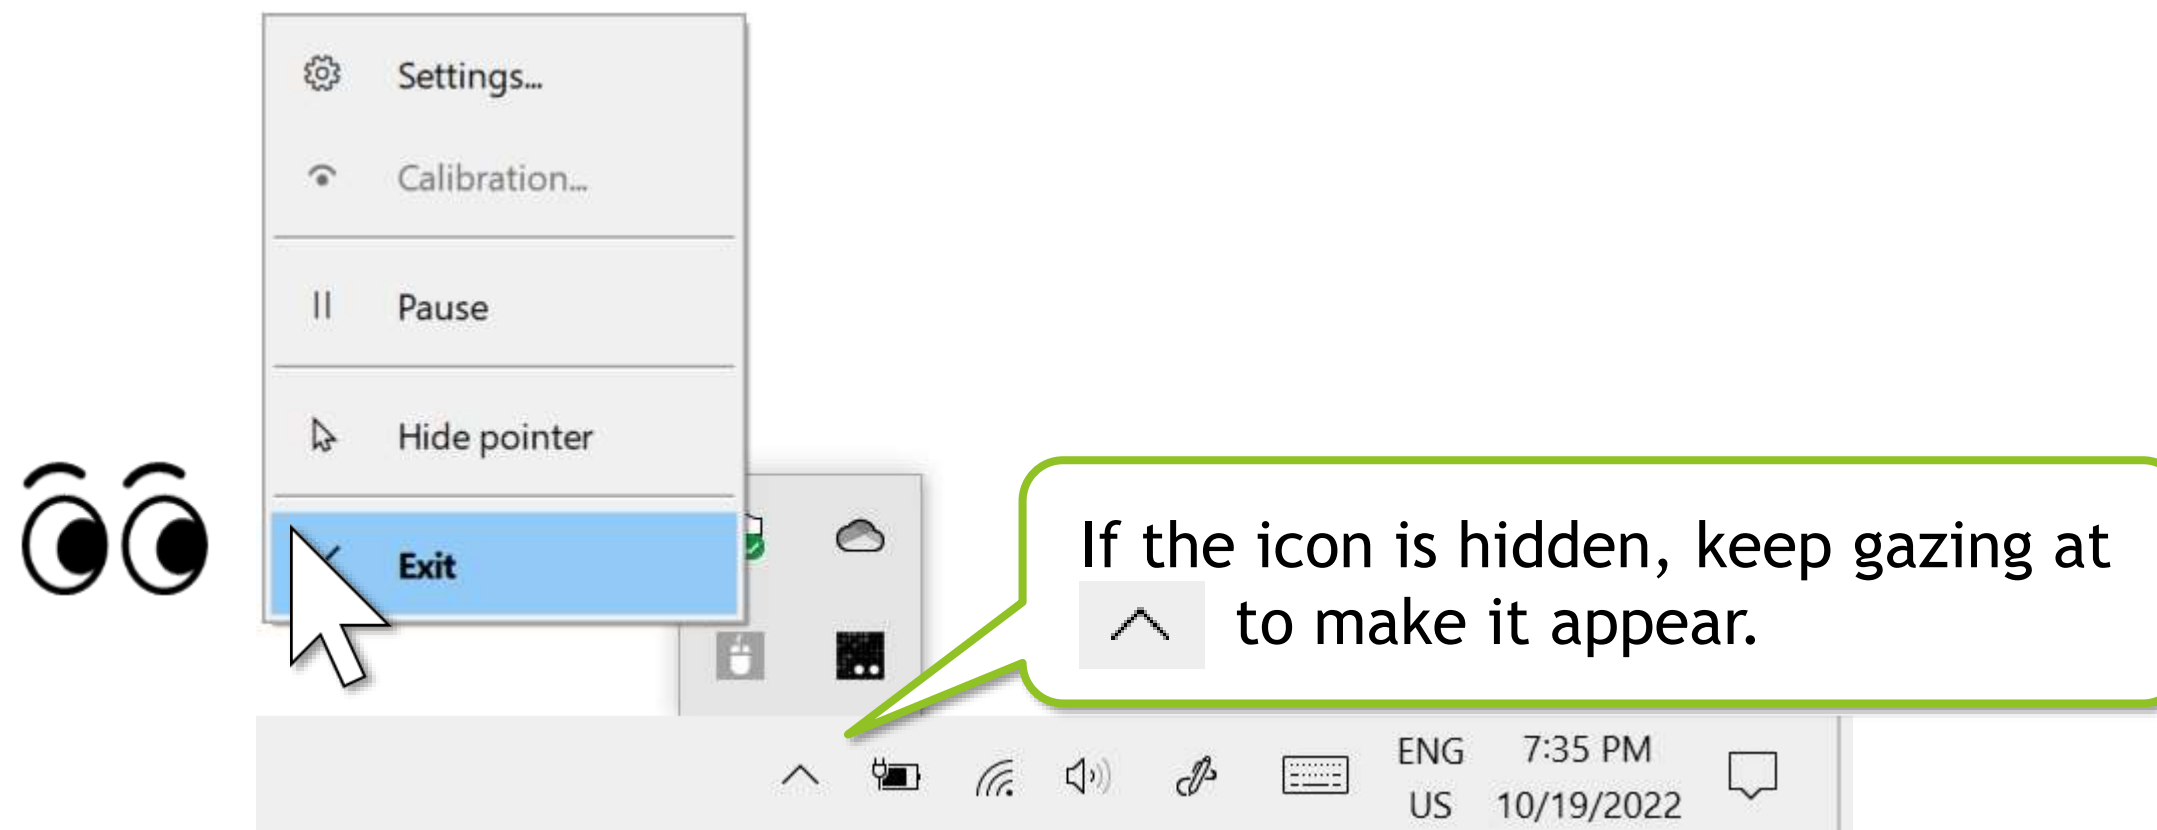 Settings...
Calibration...
Pause
Hide pointer
Exit
If the icon is hidden, keep gazing at
to make it appear.
ENG 7:35 PM
US 10/19/2022